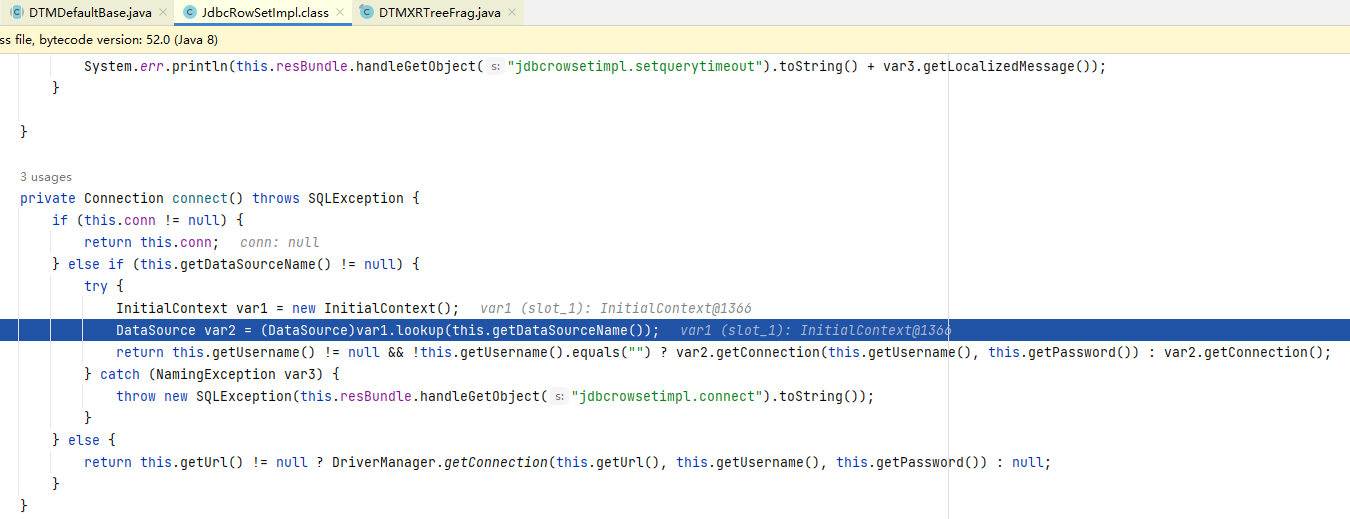 DTMDefaultBase.java × JdbcRowSetImpl.class × DTMXRTreeFrag.java ×
ss file, bytecode version: 52.0 (Java 8)
System.err.println(this.resBundle.handleGetObject( s: "jdbcrowsetimpl.setquerytimeout").toString() + var3.getLocalizedMessage());
}
}
3 usages
private Connection connect() throws SQLException {
if (this.conn != null) {
return this.conn; conn: null
} else if (this.getDataSourceName() != null) {
try {
InitialContext var1 = new InitialContext(); var1 (slot_1): InitialContext@1366
DataSource var2 = (DataSource)var1.lookup(this.getDataSourceName()); var1 (slot_1): InitialContext@1366
return this.getUsername() != null && !this.getUsername().equals("") ? var2.getConnection(this.getUsername(), this.getPassword()) : var2.getConnection();
} catch (NamingException var3) {
throw new SQLException(this.resBundle.handleGetObject( s: "jdbcrowsetimpl.connect").toString());
}
} else {
return this.getUrl() != null ? DriverManager.getConnection(this.getUrl(), this.getUsername(), this.getPassword()) : null;
}
}